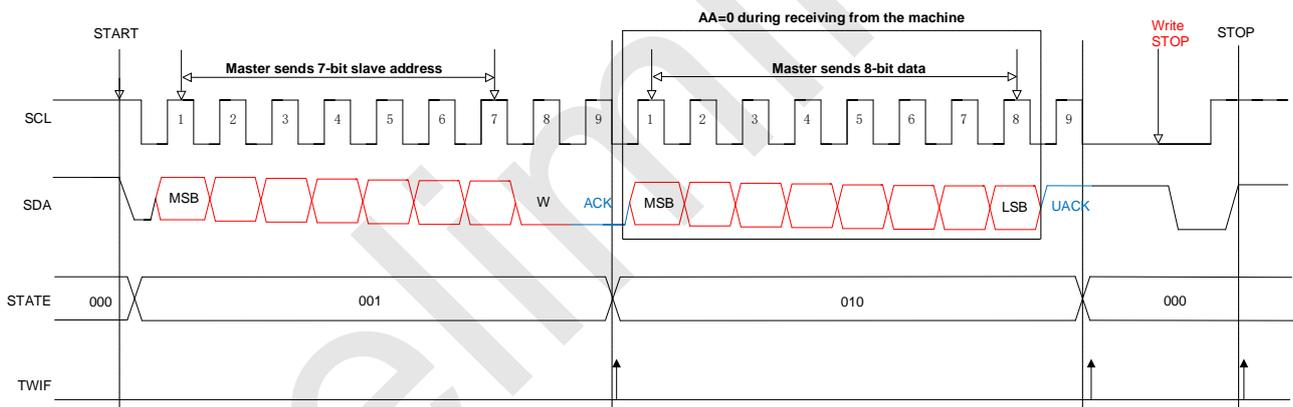 AA=0 during receiving from the machine
Write
STOP
START
STOP
Master sends 7-bit slave address
Master sends 8-bit data
SCL
1 2 3 4 5 6 7 8 9 1 2 3 4 5 6 7 8 9
SDA
MSB W ACK MSB LSB UACK
STATE
000 001 010 000
TWIF
elim